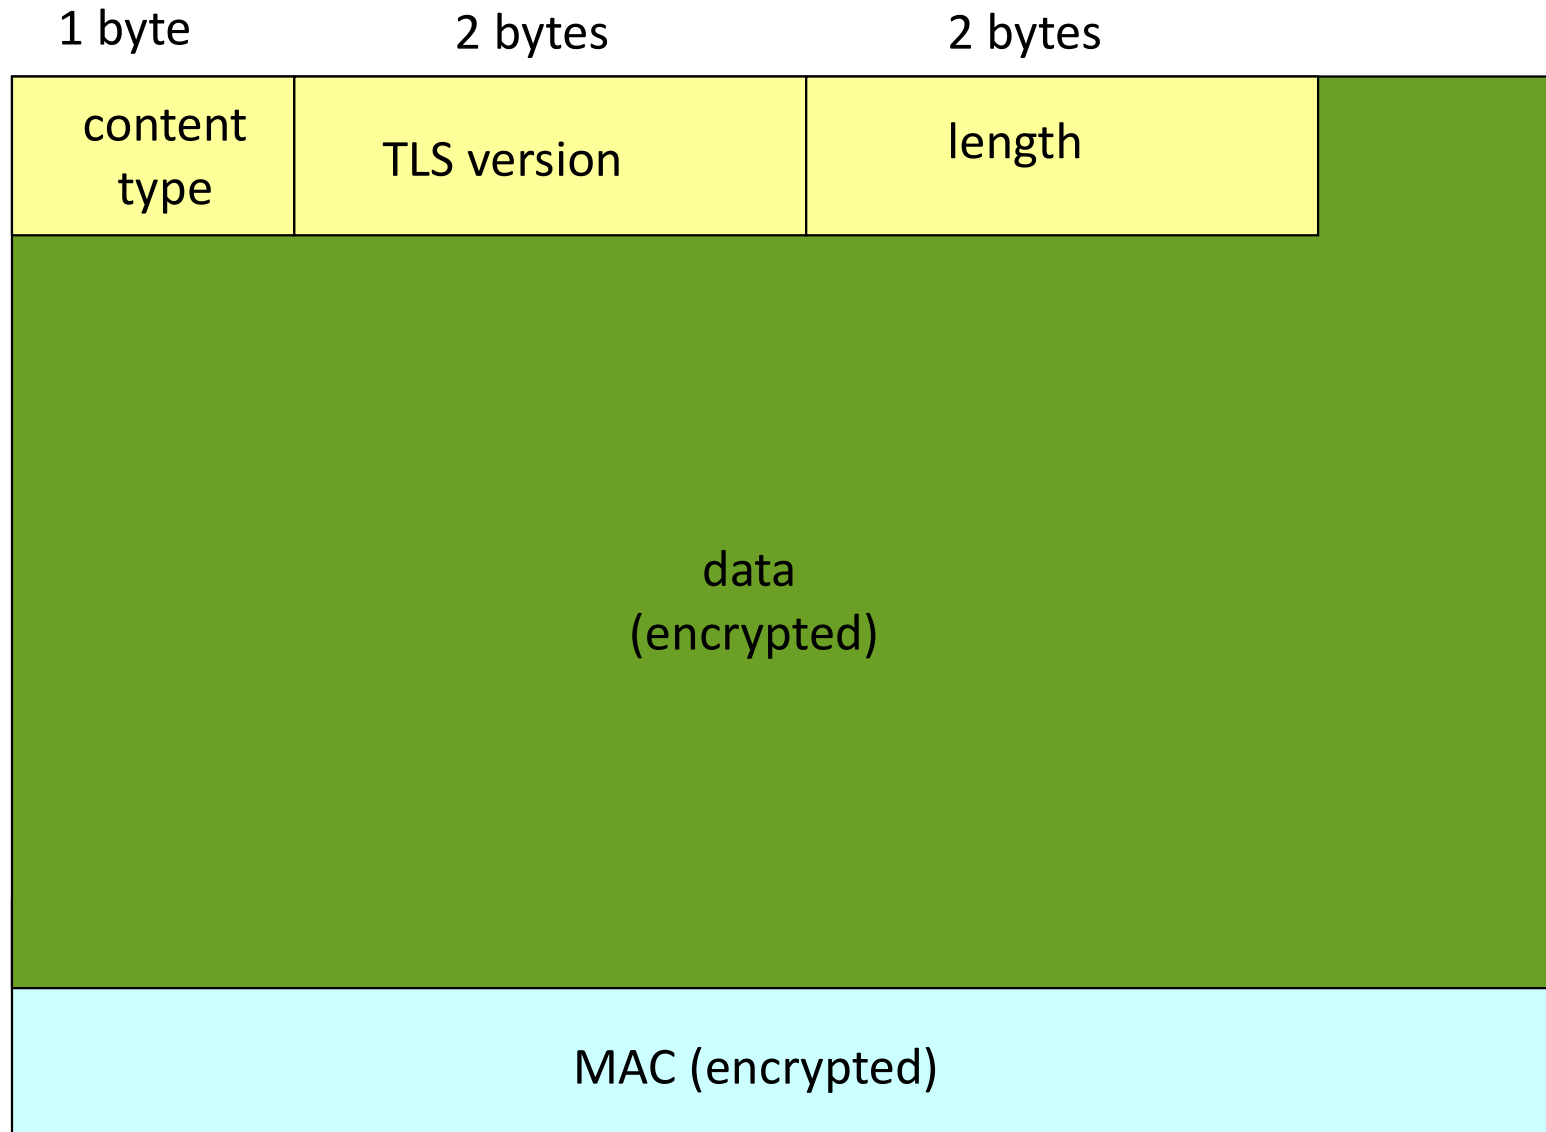 1 byte
2 bytes
2 bytes
content
type
TLS version
length
data
(encrypted)
MAC (encrypted)